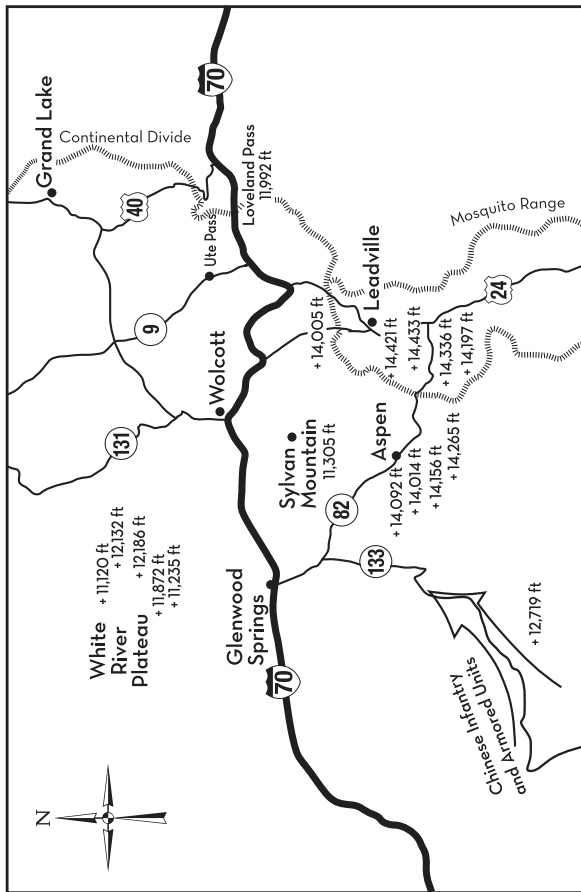 N
White
River
Plateau
+ 11,120 ft
+ 12,132 ft
+ 12,186 ft
+ 11,872 ft
+ 11,235 ft
131
9
40
Grand Lake
Continental Divide
Ute Pass
Wolcott
70
Loveland Pass
11,992 ft
70
Glenwood
Springs
Sylvan
Mountain
11,305 ft
+ 14,005 ft
Leadville
82
Aspen
+ 14,092 ft
+ 14,014 ft
+ 14,156 ft
+ 14,265 ft
+ 14,421 ft
+ 14,433 ft
+ 14,336 ft
+ 14,197 ft
24
Mosquito Range
133
Chinese Infantry
and Armored Units
+ 12,719 ft